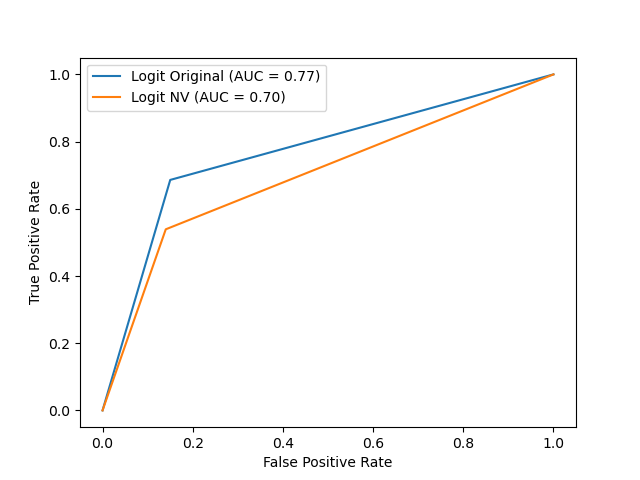 Logit Original (AUC = 0.77)
Logit NV (AUC = 0.70)
1.0
0.8
0.6
0.4
0.2
0.0
True Positive Rate
0.0 0.2 0.4 0.6 0.8 1.0
False Positive Rate